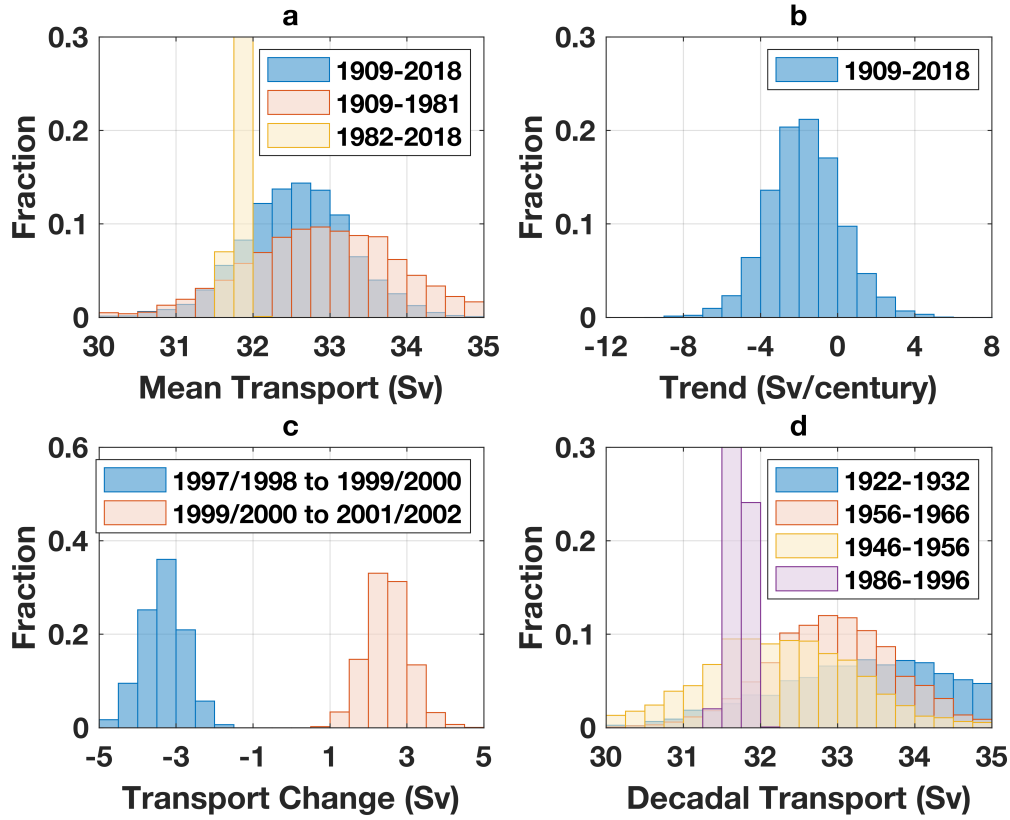 a
0.3
0.2
0.1
0
Fraction
1909-2018
1909-1981
1982-2018
30 31 32 33 34 35
Mean Transport (Sv)
b
0.3
0.2
0.1
0
Fraction
1909-2018
-12 -8 -4 0 4 8
Trend (Sv/century)
c
0.6
0.4
0.2
0
Fraction
1997/1998 to 1999/2000
1999/2000 to 2001/2002
-5 -3 -1 1 3 5
Transport Change (Sv)
d
0.3
0.2
0.1
0
Fraction
1922-1932
1956-1966
1946-1956
1986-1996
30 31 32 33 34 35
Decadal Transport (Sv)